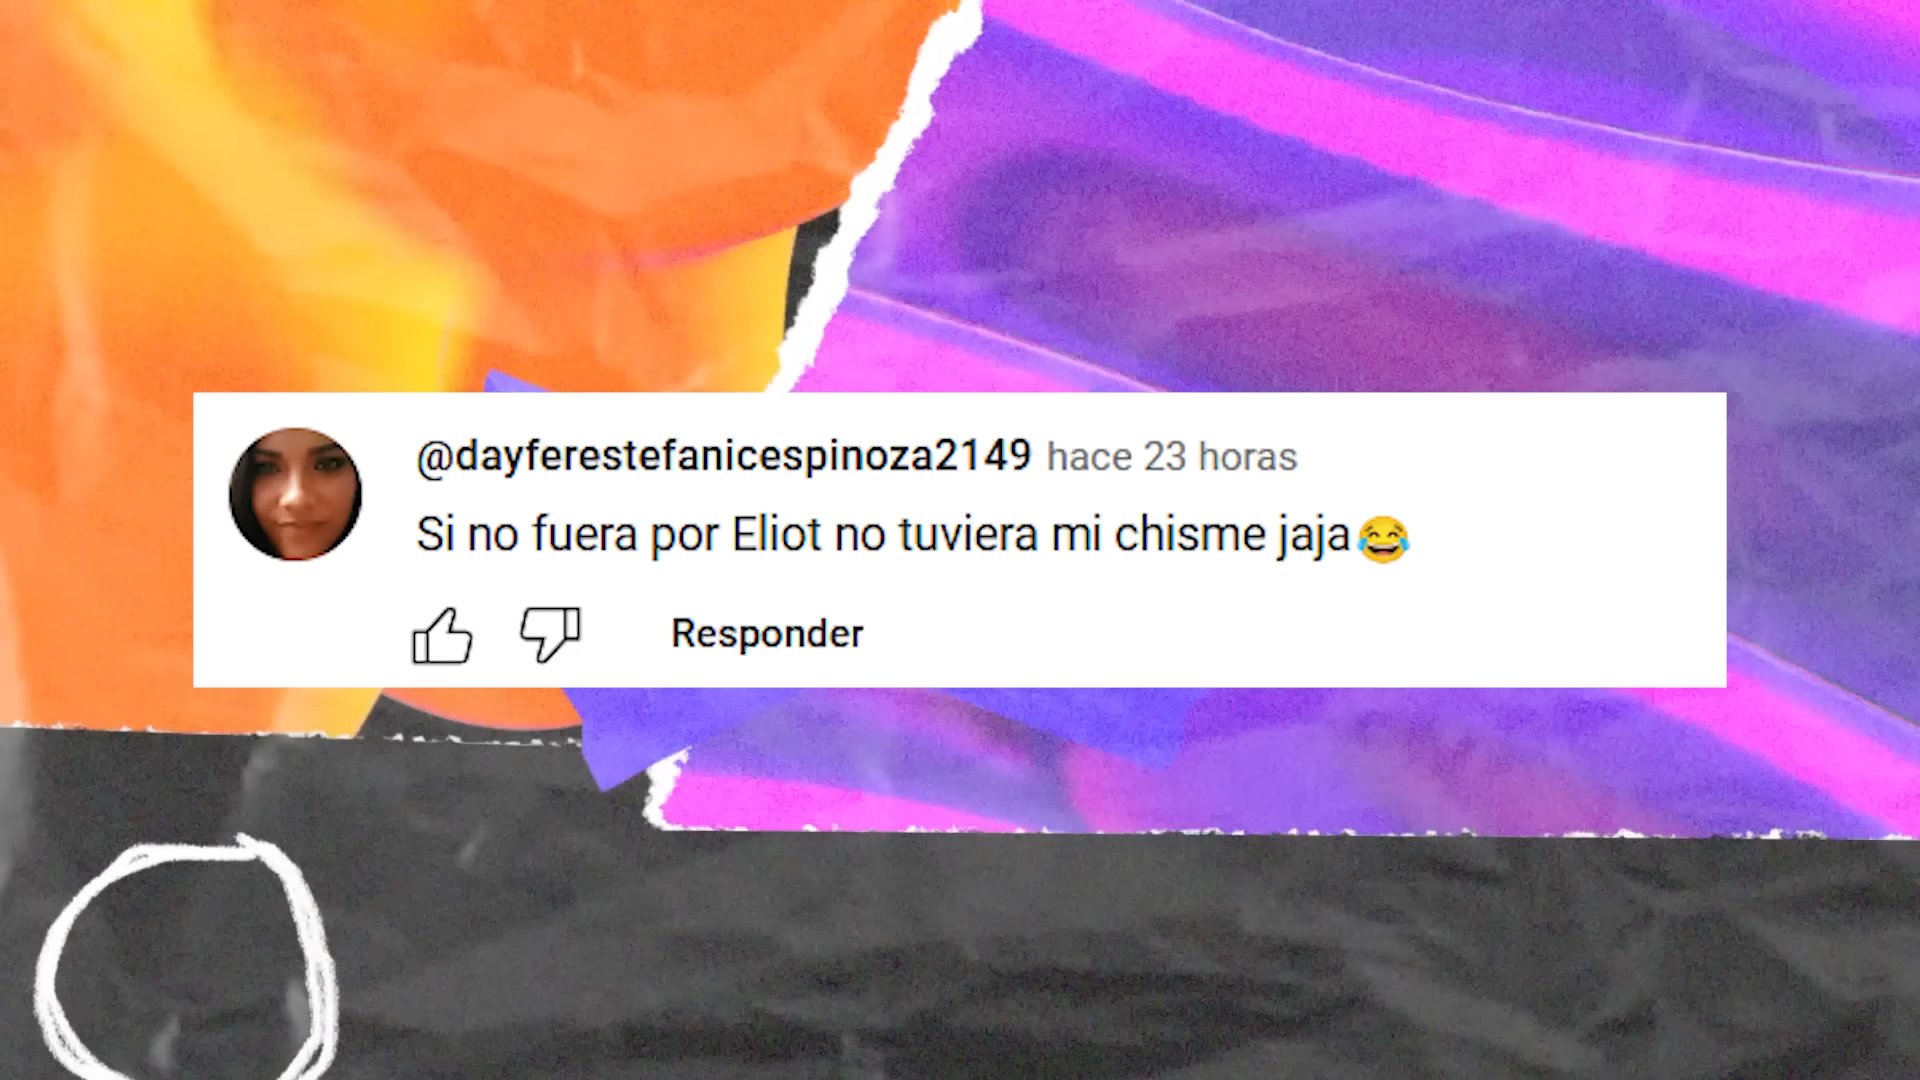 @dayferestefanicespinoza2149 hace 23 horas
Si no fuera por Eliot no tuviera mi chisme jaja😂
Responder